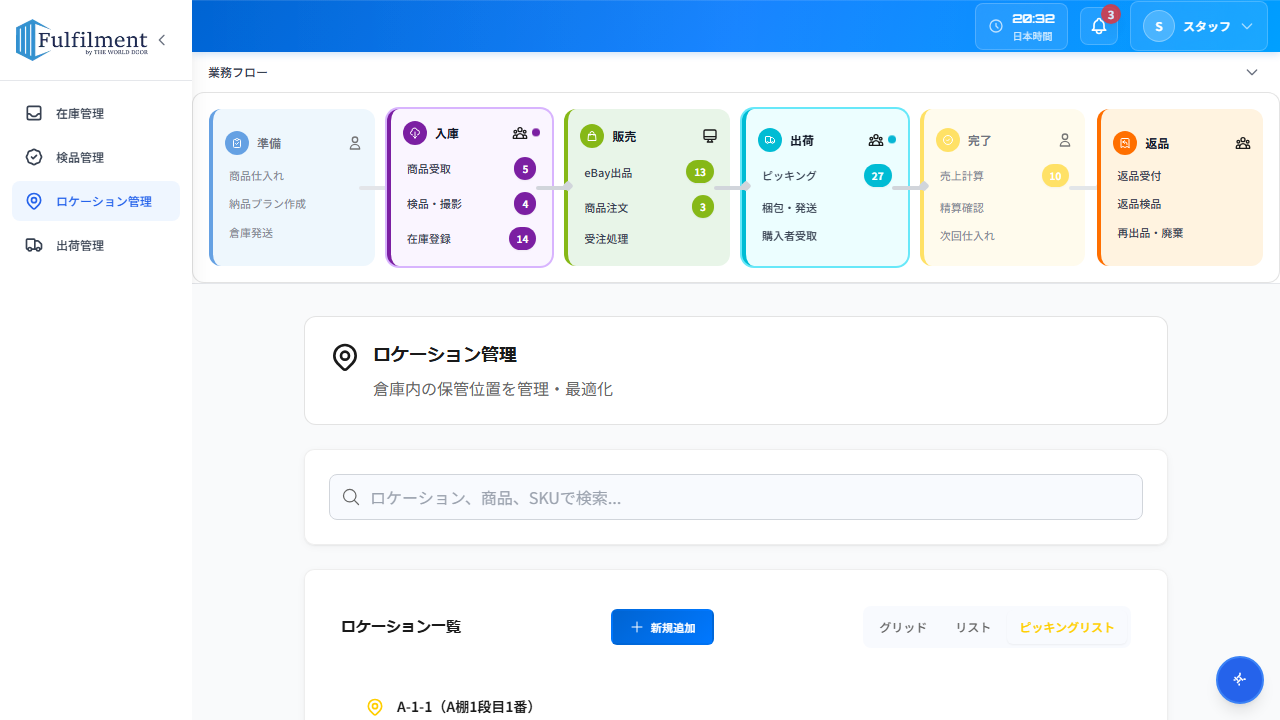 Fulfilment
by THE WORLD DOOR
20:32
日本時間
3
S
スタッフ
在庫管理
検品管理
ロケーション管理
出荷管理
業務フロー
準備
商品仕入れ
納品プラン作成
倉庫発送
入庫
商品受取
5
検品・撮影
4
在庫登録
14
販売
eBay出品
13
商品注文
3
受注処理
出荷
ピッキング
27
梱包・発送
購入者受取
完了
売上計算
10
精算確認
次回仕入れ
返品
返品受付
返品検品
再出品・廃棄
ロケーション管理
倉庫内の保管位置を管理・最適化
ロケーション、商品、SKUで検索...
ロケーション一覧
新規追加
グリッド
リスト
ピッキングリスト
A-1-1（A棚1段目1番）